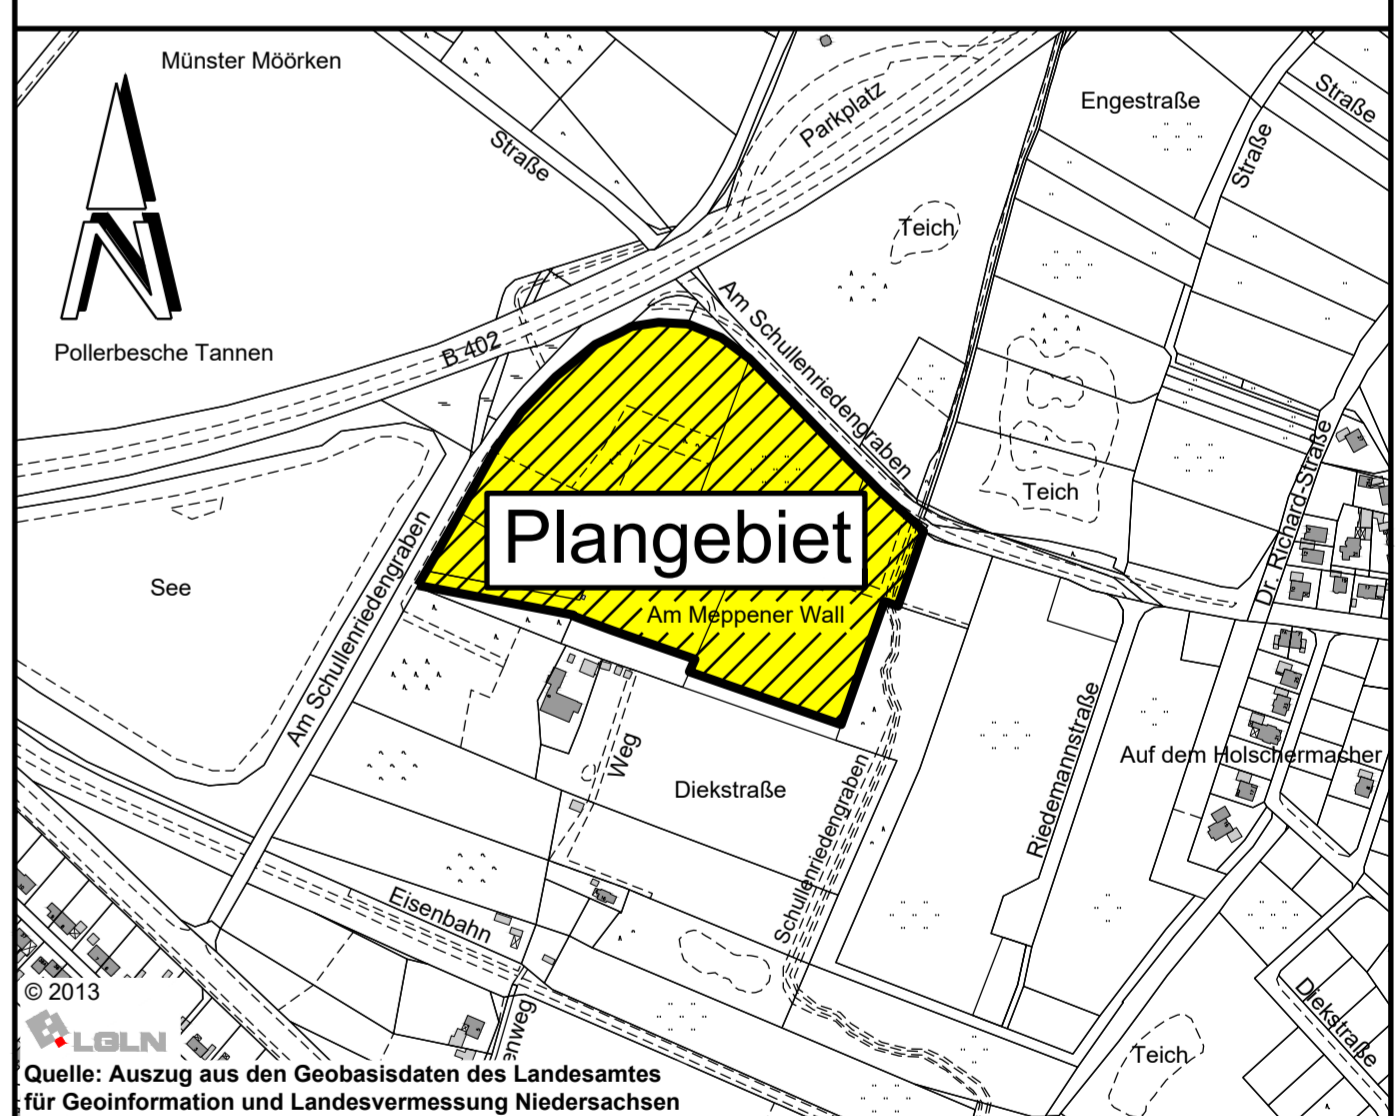 Münster Möörken
Straße
Parkplatz
Engestraße
Straße
Straße
Teich
N
Pollerbesche Tannen
B 402
Am Schullenriedengraben
Teich
Dr. Richard-Straße
Plangebiet
See
Am Schullenriedengraben
Am Meppener Wall
Weg
Diekstraße
Schullenriedengraben
Riedemannstraße
Auf dem Holschermacher
Eisenbahn
enweg
Diekstraße
Teich
© 2013
LGLN
Quelle: Auszug aus den Geobasisdaten des Landesamtes
für Geoinformation und Landesvermessung Niedersachsen